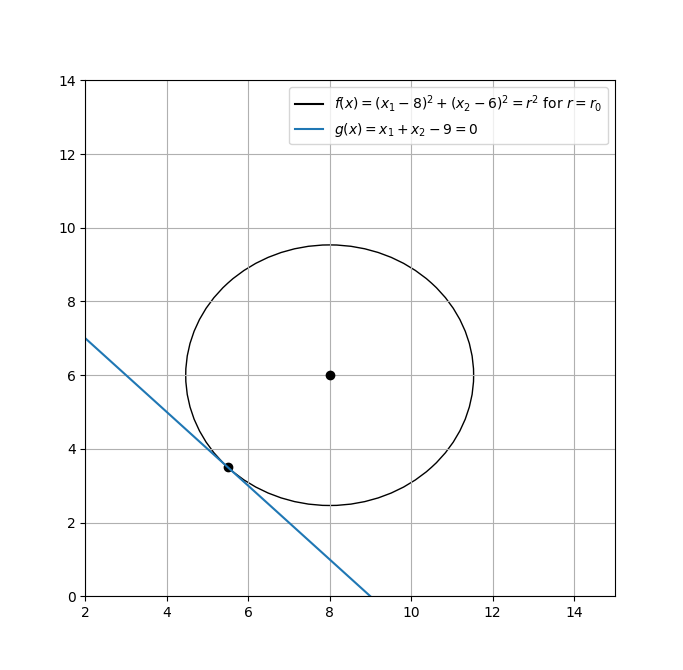 f(x) = (x₁ − 8)² + (x₂ − 6)² = r² for r = r₀
g(x) = x₁ + x₂ − 9 = 0
14
12
10
8
6
4
2
0
2 4 6 8 10 12 14